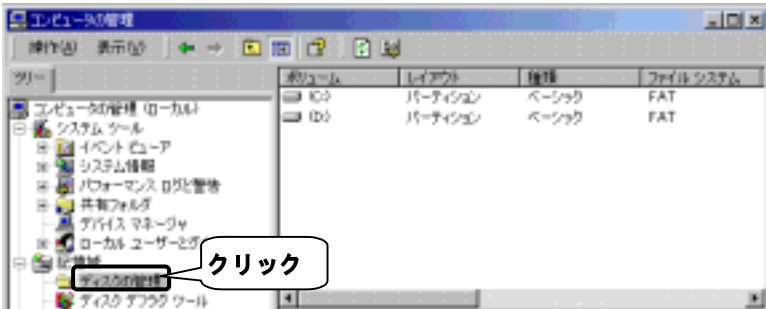 コンピュータの管理
操作(A) 表示(V)
ツリー
ボリューム レイアウト 種類 ファイル システム
コンピュータの管理 (ローカル)
(C:) パーティション ベーシック FAT
システム ツール
(D:) パーティション ベーシック FAT
イベント ビューア
システム情報
パフォーマンス ログと警告
共有フォルダ
デバイス マネージャ
ローカル ユーザーとグ
クリック
記憶域
ディスクの管理
ディスク デフラグ ツール